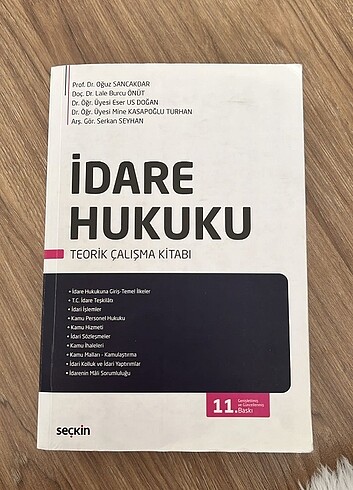 Prof. Dr. Oğuz SANCAKDAR
Doç. Dr. Lale Burcu ÖNÜT
Dr. Öğr. Üyesi Eser US DOĞAN
Dr. Öğr. Üyesi Mine KASAPOĞLU TURHAN
Arş. Gör. Serkan SEYHAN
İDARE
HUKUKU
TEORİK ÇALIŞMA KİTABI
• İdare Hukukuna Giriş-Temel İlkeler
• T.C. İdare Teşkilâtı
• İdari İşlemler
• Kamu Personel Hukuku
• Kamu Hizmeti
• İdari Sözleşmeler
• Kamu İhaleleri
• Kamu Malları - Kamulaştırma
• İdari Kolluk ve İdari Yaptırımlar
• İdarenin Mâli Sorumluluğu
11. Genişletilmiş
ve Güncellenmiş
Baskı
seçkin